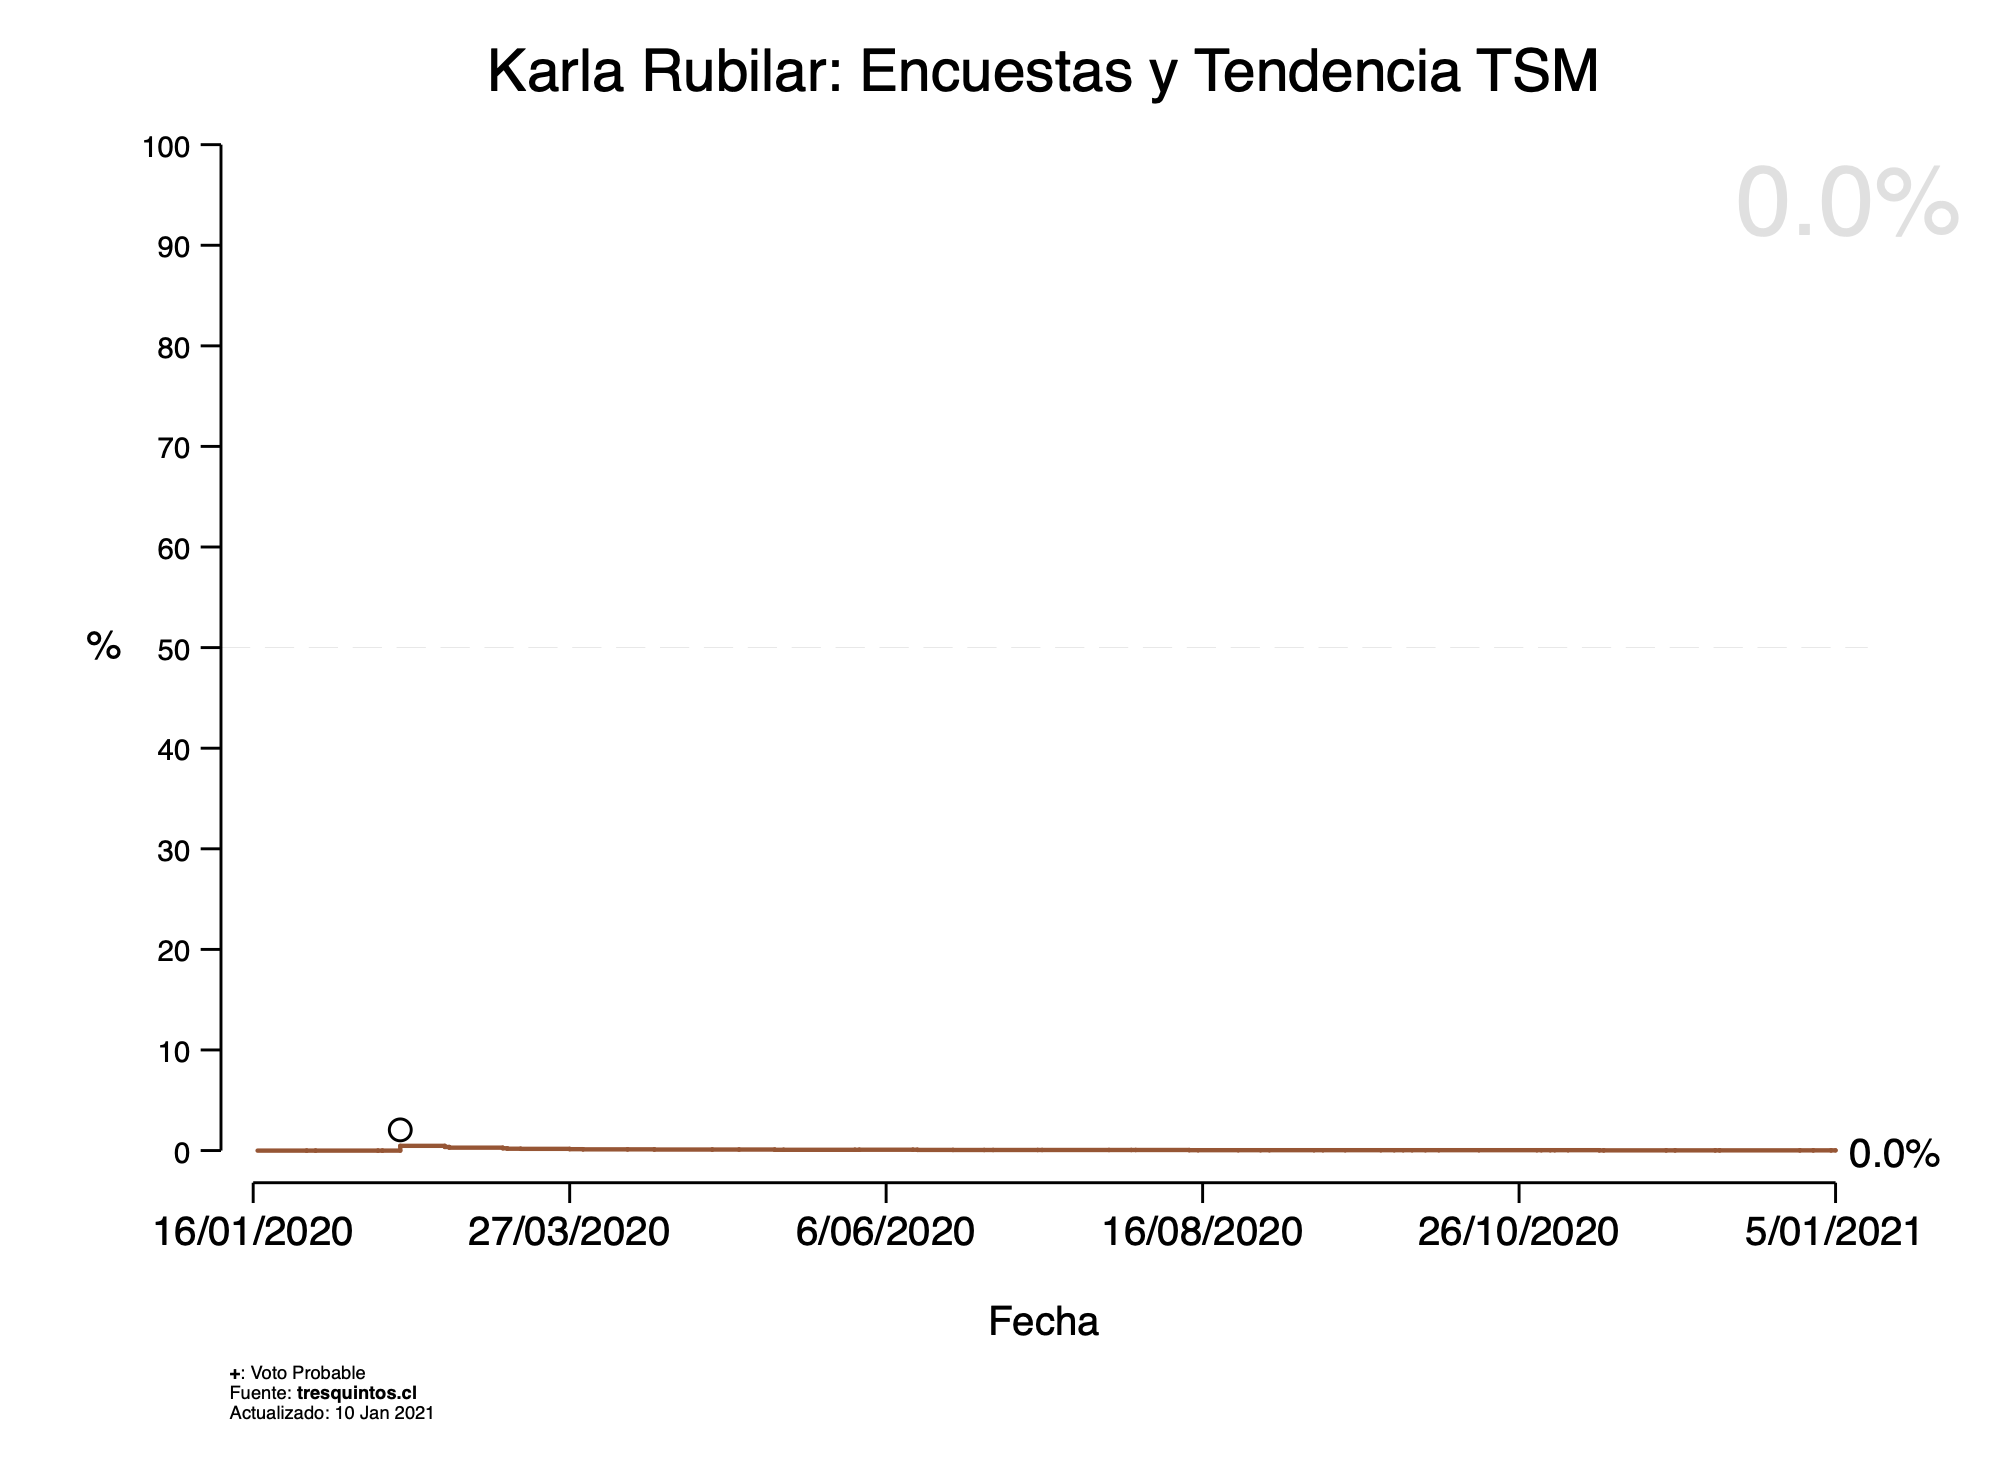 Karla Rubilar: Encuestas y Tendencia TSM
100
0.0%
90
80
70
60
% 50
40
30
20
10
0
0.0%
16/01/2020 27/03/2020 6/06/2020 16/08/2020 26/10/2020 5/01/2021
Fecha
+: Voto Probable
Fuente: tresquintos.cl
Actualizado: 10 Jan 2021